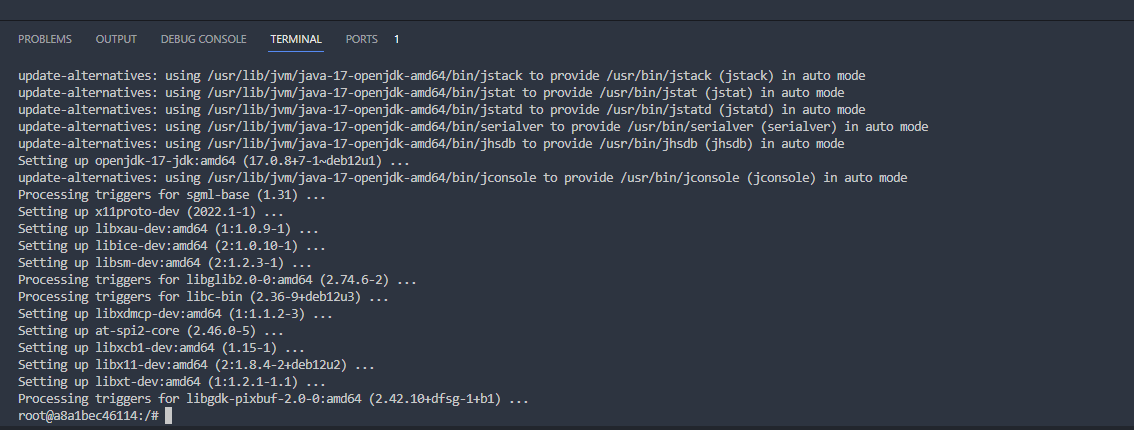 PROBLEMS OUTPUT DEBUG CONSOLE TERMINAL PORTS 1
update-alternatives: using /usr/lib/jvm/java-17-openjdk-amd64/bin/jstack to provide /usr/bin/jstack (jstack) in auto mode
update-alternatives: using /usr/lib/jvm/java-17-openjdk-amd64/bin/jstat to provide /usr/bin/jstat (jstat) in auto mode
update-alternatives: using /usr/lib/jvm/java-17-openjdk-amd64/bin/jstatd to provide /usr/bin/jstatd (jstatd) in auto mode
update-alternatives: using /usr/lib/jvm/java-17-openjdk-amd64/bin/serialver to provide /usr/bin/serialver (serialver) in auto mode
update-alternatives: using /usr/lib/jvm/java-17-openjdk-amd64/bin/jhsdb to provide /usr/bin/jhsdb (jhsdb) in auto mode
Setting up openjdk-17-jdk:amd64 (17.0.8+7-1~deb12u1) ...
update-alternatives: using /usr/lib/jvm/java-17-openjdk-amd64/bin/jconsole to provide /usr/bin/jconsole (jconsole) in auto mode
Processing triggers for sgml-base (1.31) ...
Setting up x11proto-dev (2022.1-1) ...
Setting up libxau-dev:amd64 (1:1.0.9-1) ...
Setting up libice-dev:amd64 (2:1.0.10-1) ...
Setting up libsm-dev:amd64 (2:1.2.3-1) ...
Processing triggers for libglib2.0-0:amd64 (2.74.6-2) ...
Processing triggers for libc-bin (2.36-9+deb12u3) ...
Setting up libxdmcp-dev:amd64 (1:1.1.2-3) ...
Setting up at-spi2-core (2.46.0-5) ...
Setting up libxcb1-dev:amd64 (1.15-1) ...
Setting up libx11-dev:amd64 (2:1.8.4-2+deb12u2) ...
Setting up libxt-dev:amd64 (1:1.2.1-1.1) ...
Processing triggers for libgdk-pixbuf-2.0-0:amd64 (2.42.10+dfsg-1+b1) ...
root@a8a1bec46114:/#